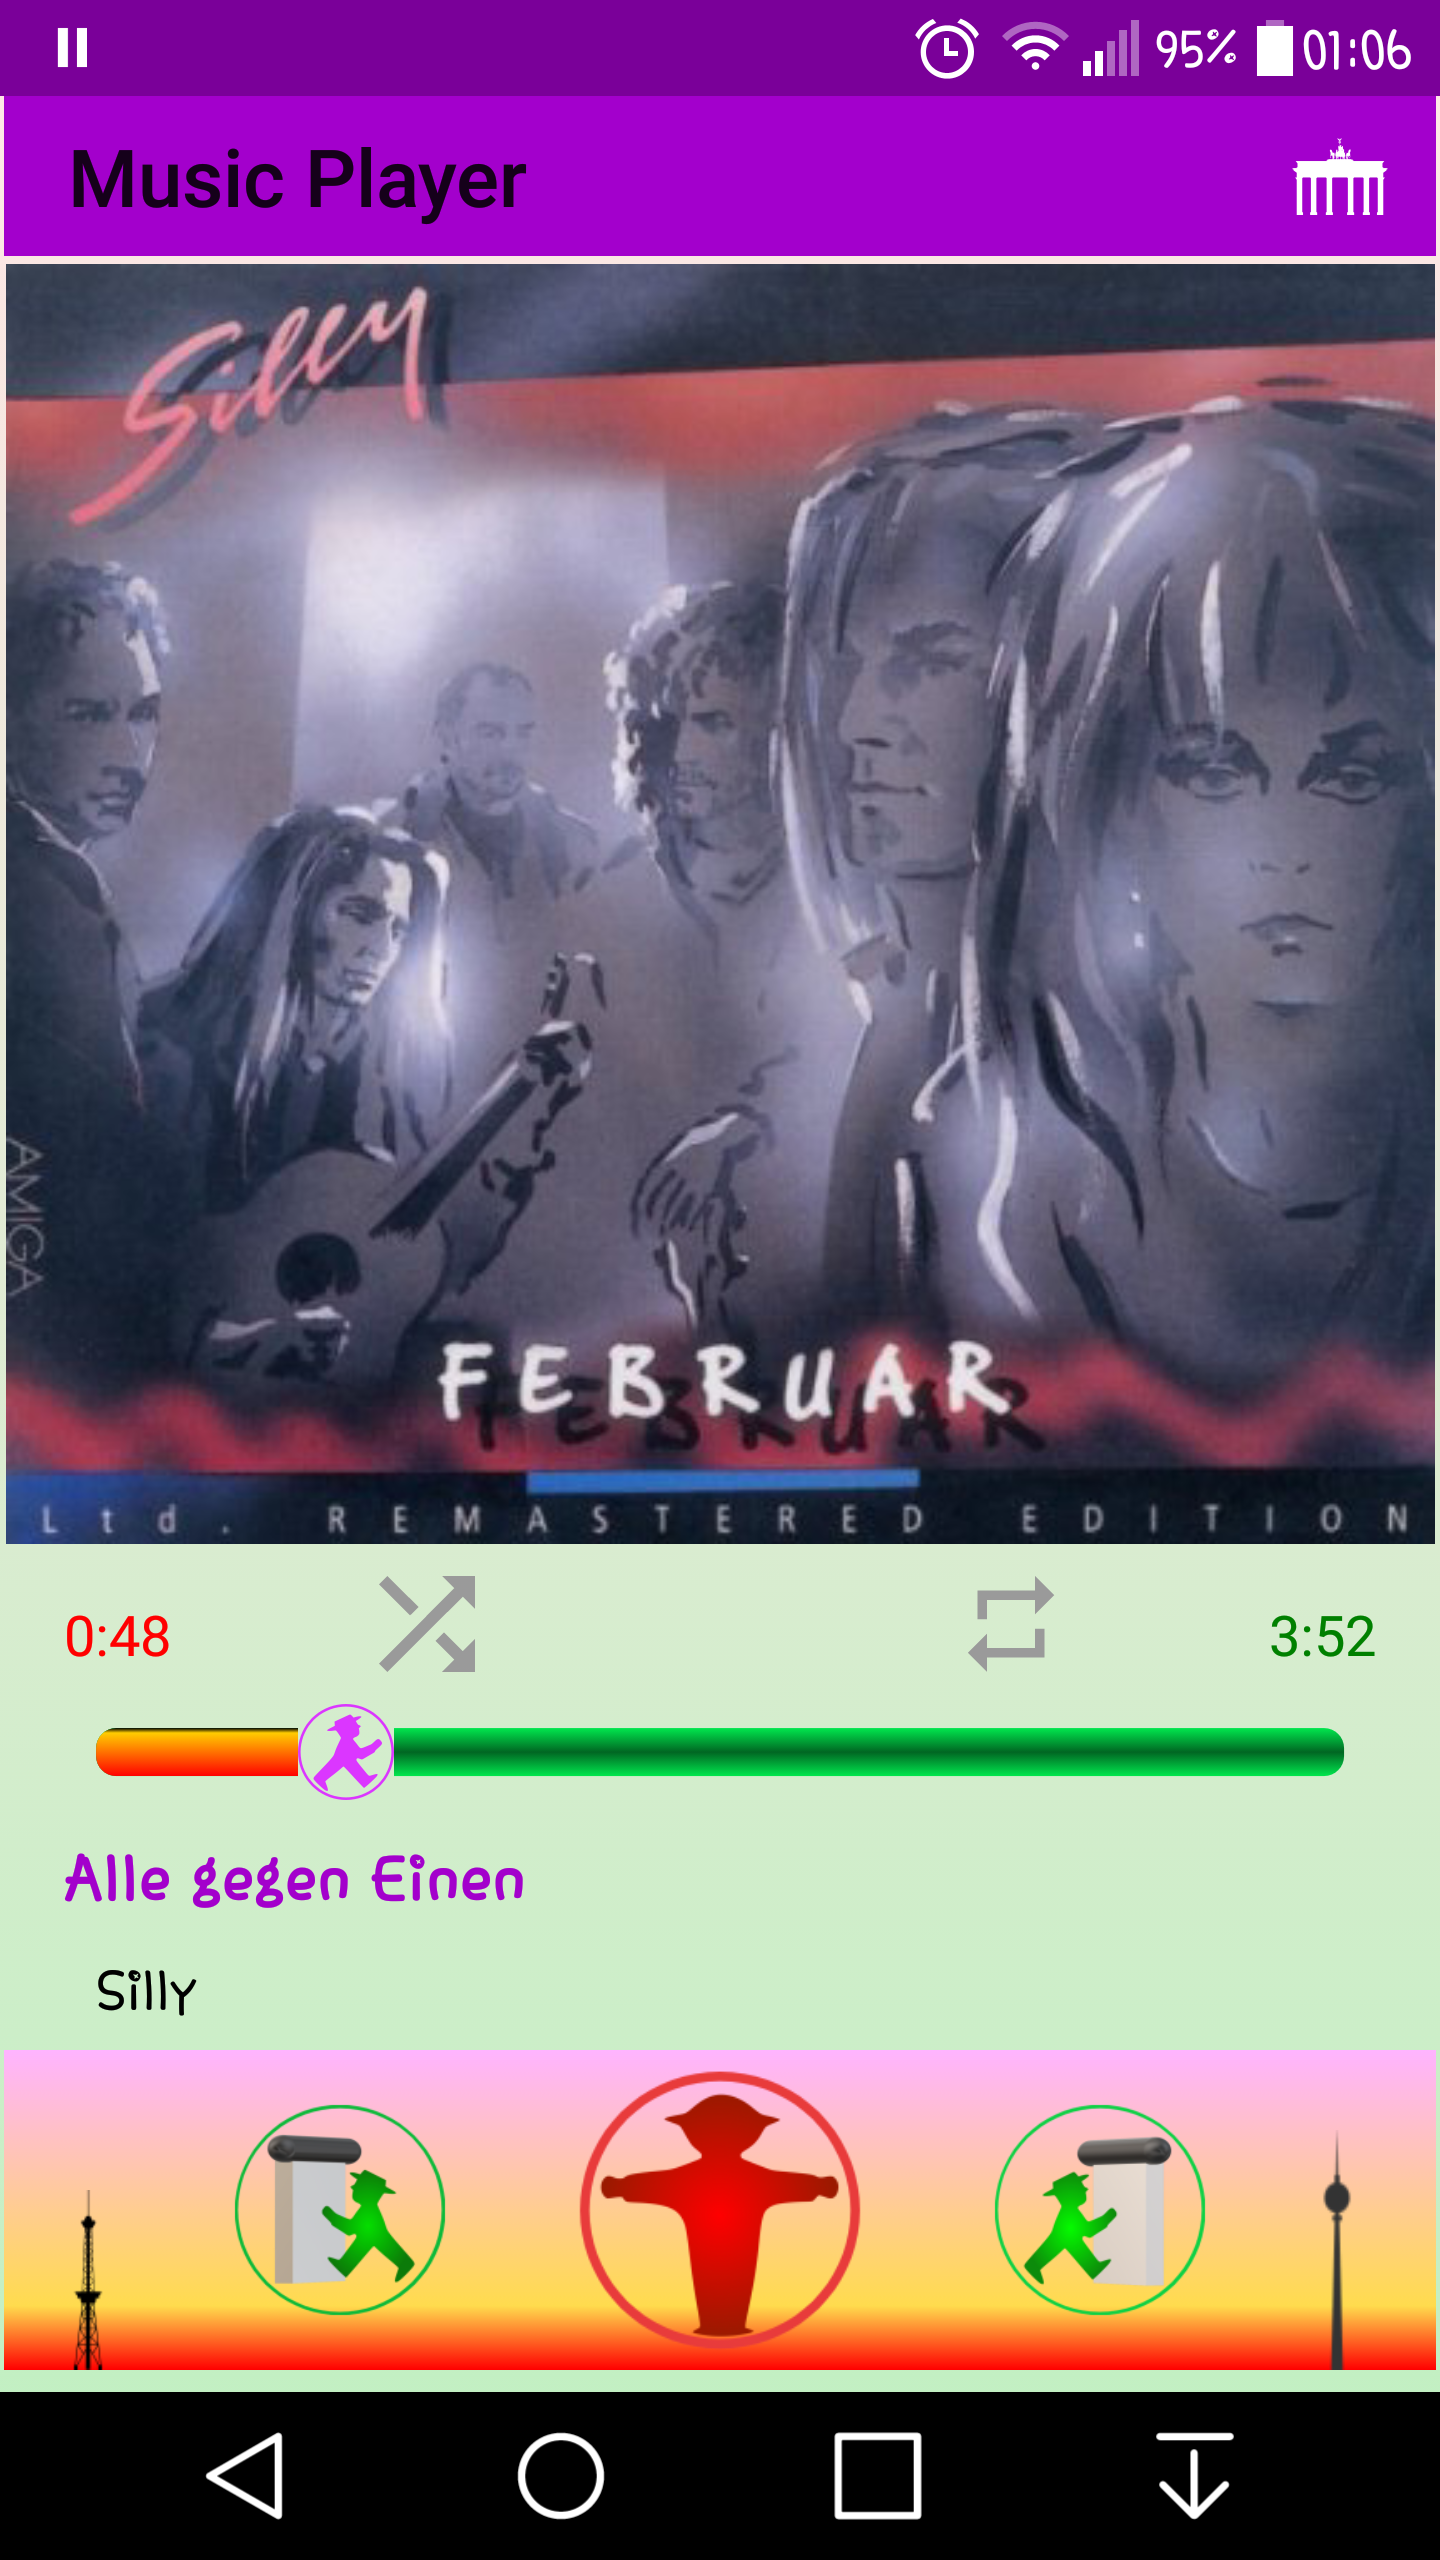 95% 01:06
Music Player
Silly
AMIGA
FEBRUAR
Ltd. REMASTERED EDITION
0:48 3:52
Alle gegen Einen
Silly